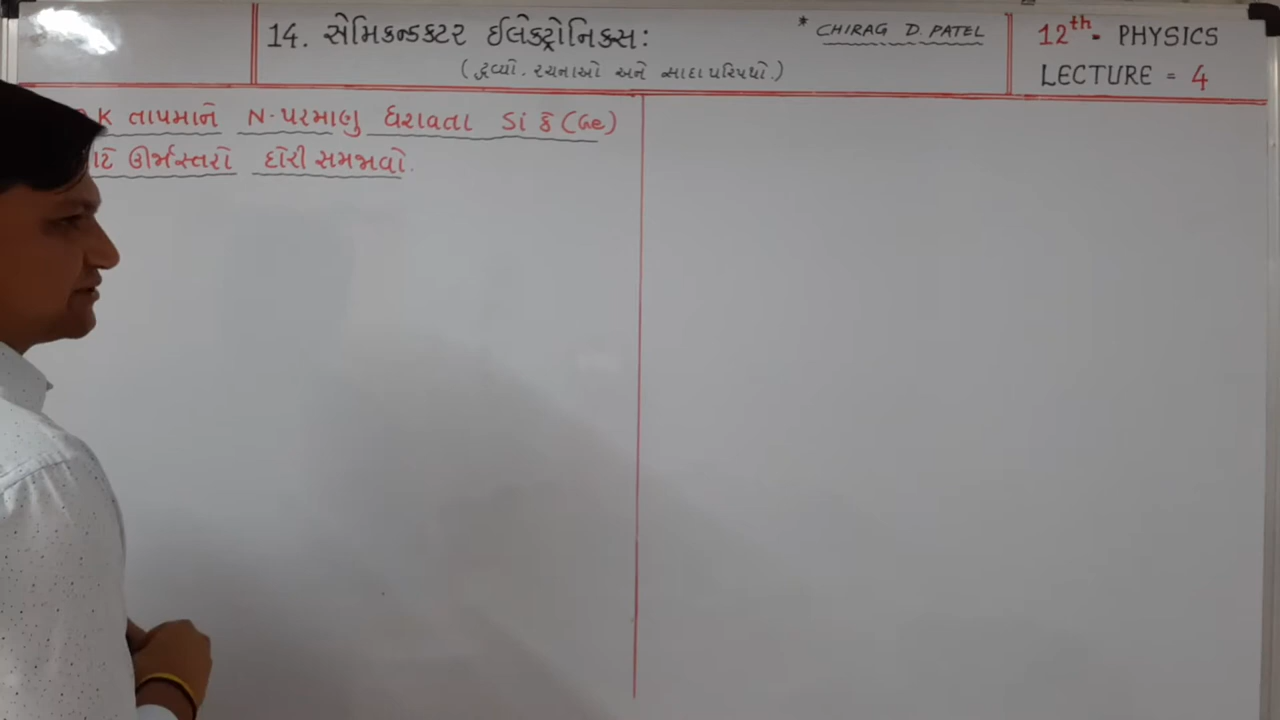 14. સેમિકન્ડક્ટર ઈલેક્ટ્રોનિક્સ:
(દ્રવ્યો. રચનાઓ અને સાદા પરિપથો.)
* CHIRAG D. PATEL
12th - PHYSICS
LECTURE = 4
K તાપમાને N-પરમાણુ ધરાવતા Si કે (Ge)
ઊર્જાસ્તરો દોરી સમજાવો.